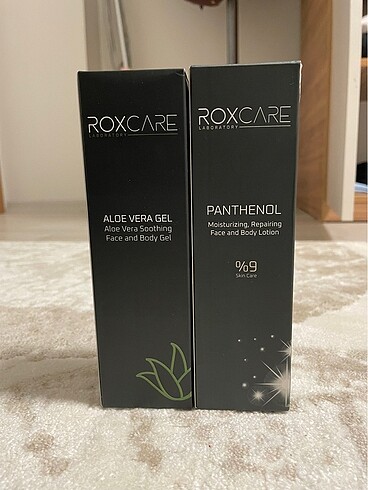 ROXCARE
LABORATORY
ALOE VERA GEL
Aloe Vera Soothing
Face and Body Gel
ROXCARE
LABORATORY
PANTHENOL
Moisturizing, Repairing
Face and Body Lotion
%9
Skin Care